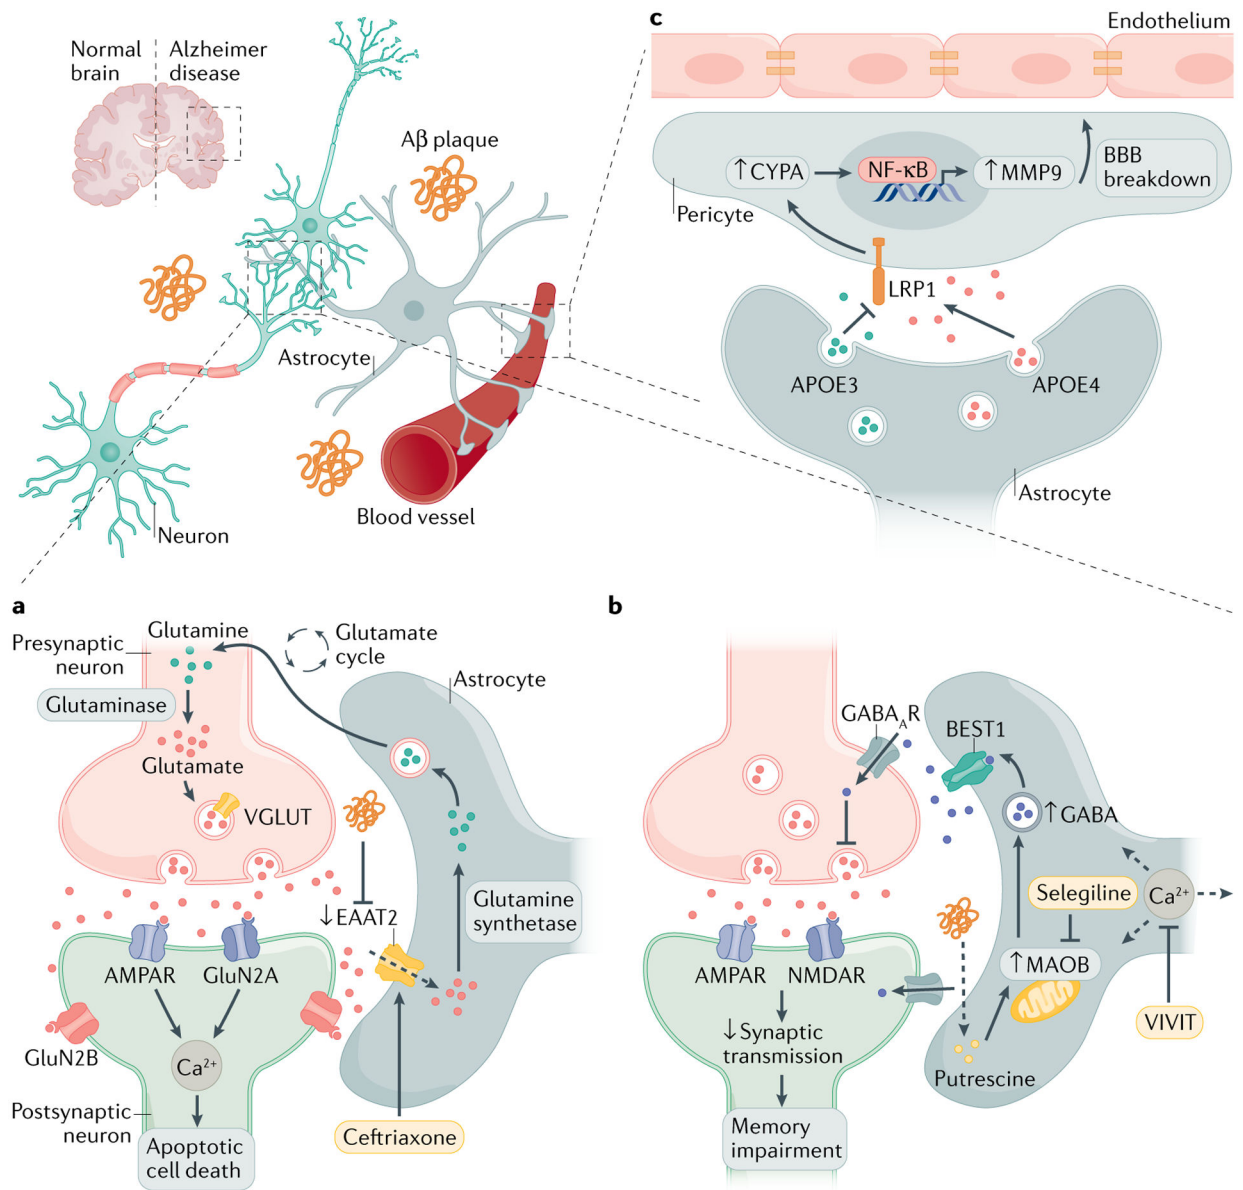 Normal
brain
Alzheimer
disease
Aβ plaque
Astrocyte
Neuron
Blood vessel
c
Endothelium
↑CYPA
NF-κB
↑MMP9
BBB
breakdown
Pericyte
LRP1
APOE3
APOE4
Astrocyte
a
Presynaptic
neuron
Glutamine
Glutamate
cycle
Astrocyte
Glutaminase
Glutamate
VGLUT
↓EAAT2
Glutamine
synthetase
AMPAR
GluN2A
GluN2B
Ca²⁺
Postsynaptic
neuron
Apoptotic
cell death
Ceftriaxone
b
GABA_AR
BEST1
↑GABA
Selegiline
Ca²⁺
↑MAOB
AMPAR
NMDAR
↓Synaptic
transmission
Putrescine
VIVIT
Memory
impairment